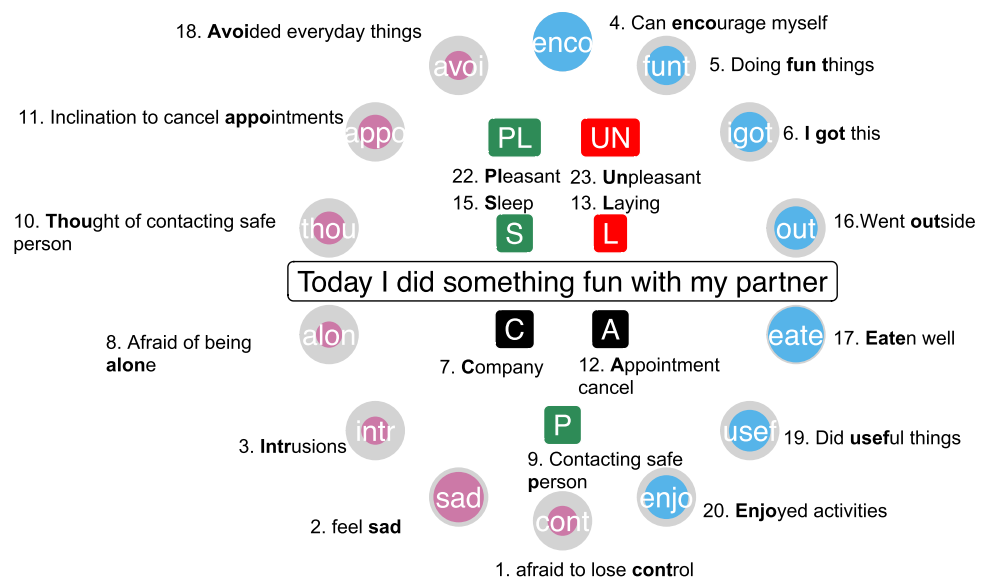 18. Avoided everyday things
4. Can encourage myself
enco
avoi
funt
5. Doing fun things
11. Inclination to cancel appointments
appo
PL
UN
igot
6. I got this
22. Pleasant
23. Unpleasant
15. Sleep
13. Laying
10. Thought of contacting safe
person
thou
S
L
out
16.Went outside
Today I did something fun with my partner
8. Afraid of being
alone
alon
C
A
eate
17. Eaten well
7. Company
12. Appointment
cancel
3. Intrusions
intr
P
usef
19. Did useful things
9. Contacting safe
person
2. feel sad
sad
cont
enjo
20. Enjoyed activities
1. afraid to lose control